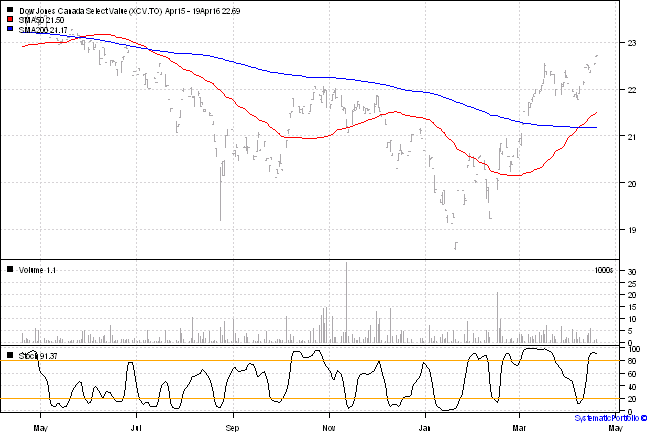 Dow Jones Canada Select Value (XCV.TO) Apr15 - 19Apr16 22.69
SMA50 21.50
SMA200 21.17
23
22
21
20
19
Volume 1.1
1000s
30
25
20
15
10
5
0
Stoch 91.37
100
80
60
40
20
0
May Jul Sep Nov Jan Mar May
SystematicPortfolio ©